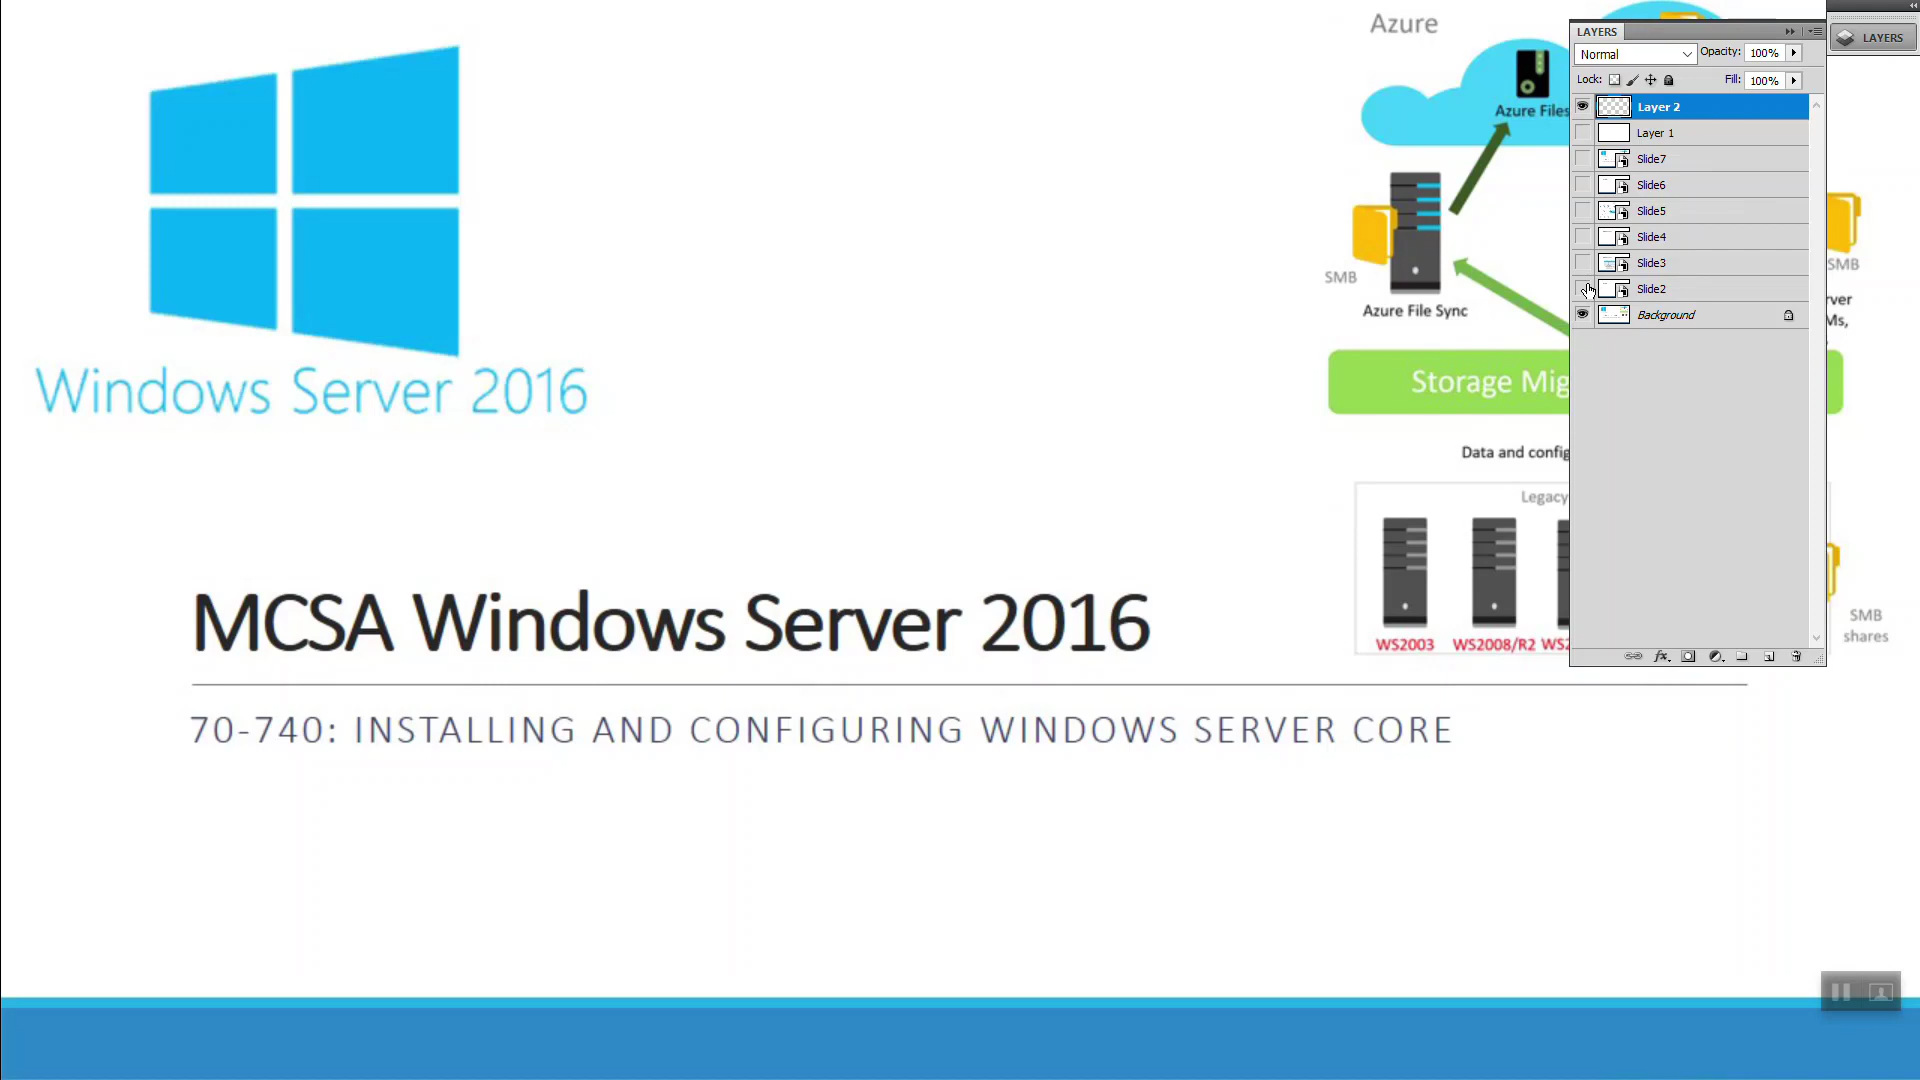 Azure
Azure Files
SMB
Azure File Sync
Storage Mig
Data and config
Legacy
WS2003
WS2008/R2
Windows Server 2016
MCSA Windows Server 2016
70-740: INSTALLING AND CONFIGURING WINDOWS SERVER CORE
LAYERS
Normal
Opacity: 100%
Lock:
Fill: 100%
Layer 2
Layer 1
Slide7
Slide6
Slide5
Slide4
Slide3
Slide2
Background
LAYERS
SMB
SMB
shares